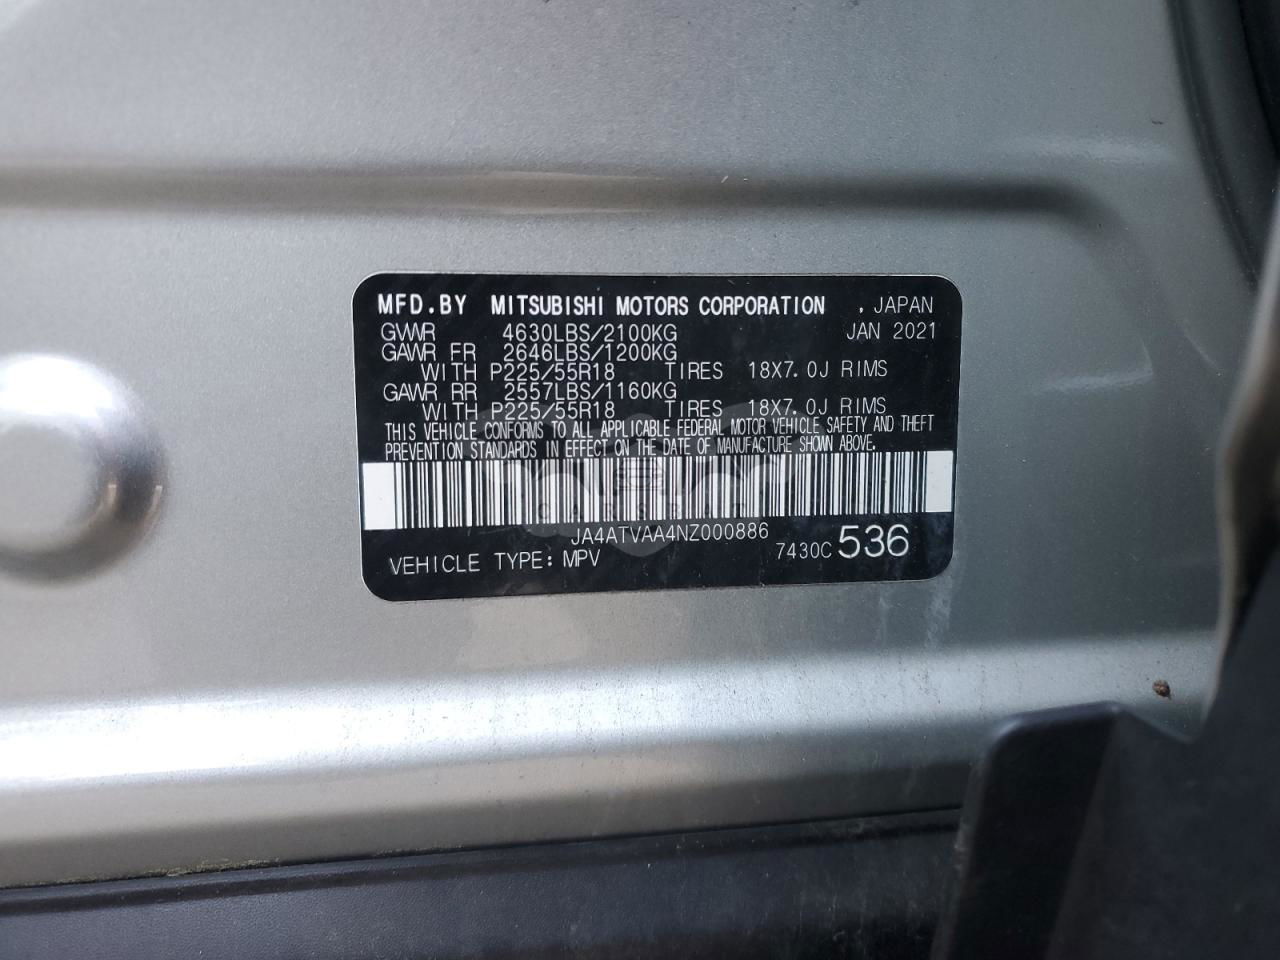 MFD.BY MITSUBISHI MOTORS CORPORATION . JAPAN
GVWR 4630LBS/2100KG JAN 2021
GAWR FR 2646LBS/1200KG
WITH P225/55R18 TIRES 18X7.0J RIMS
GAWR RR 2557LBS/1160KG
WITH P225/55R18 TIRES 18X7.0J RIMS
THIS VEHICLE CONFORMS TO ALL APPLICABLE FEDERAL MOTOR VEHICLE SAFETY AND THEFT
PREVENTION STANDARDS IN EFFECT ON THE DATE OF MANUFACTURE SHOWN ABOVE.
JA4ATVAA4NZ000886
VEHICLE TYPE: MPV 7430C 536